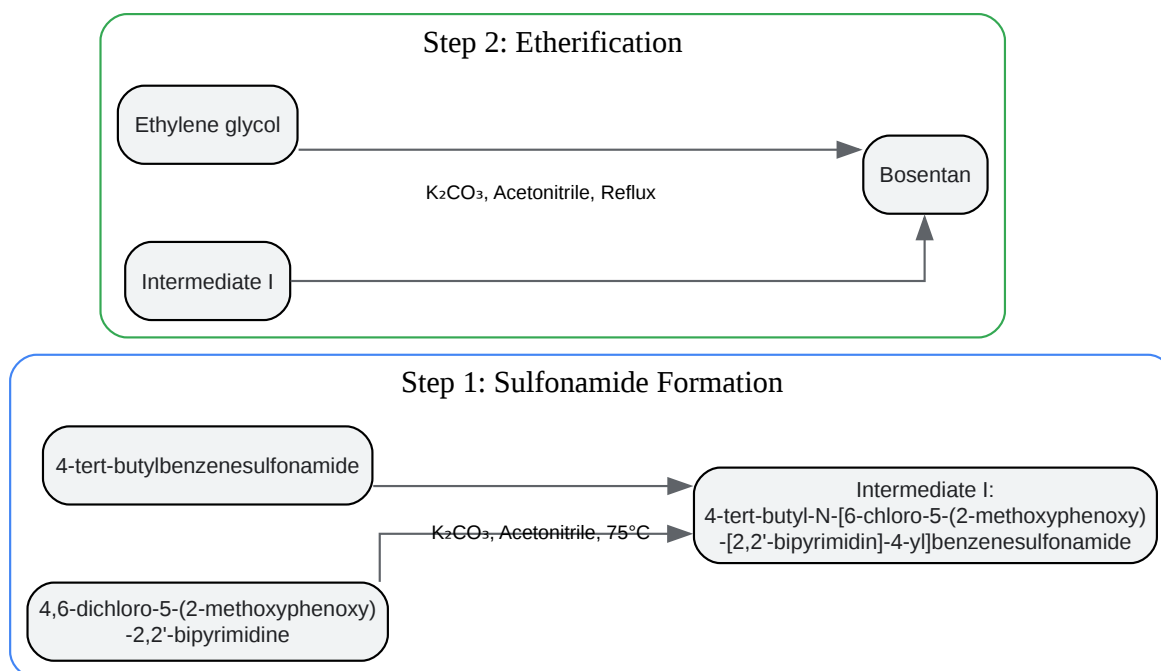 Step 2: Etherification
Ethylene glycol
K₂CO₃, Acetonitrile, Reflux
Bosentan
Intermediate I
Step 1: Sulfonamide Formation
4-tert-butylbenzenesulfonamide
K₂CO₃, Acetonitrile, 75°C
Intermediate I:
4-tert-butyl-N-[6-chloro-5-(2-methoxyphenoxy)
-[2,2'-bipyrimidin]-4-yl]benzenesulfonamide
4,6-dichloro-5-(2-methoxyphenoxy)
-2,2'-bipyrimidine